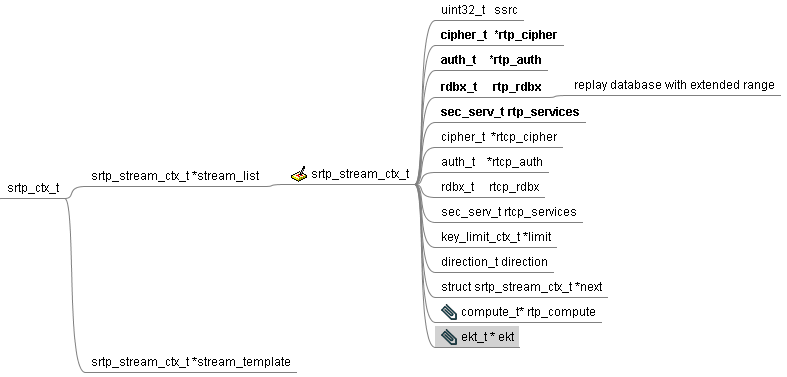 uint32_t ssrc
cipher_t *rtp_cipher
auth_t *rtp_auth
rdbx_t rtp_rdbx
replay database with extended range
sec_serv_t rtp_services
cipher_t *rtcp_cipher
auth_t *rtcp_auth
srtp_stream_ctx_t *stream_list
srtp_stream_ctx_t
srtp_ctx_t
rdbx_t rtcp_rdbx
sec_serv_t rtcp_services
key_limit_ctx_t *limit
direction_t direction
struct srtp_stream_ctx_t *next
compute_t* rtp_compute
ekt_t * ekt
srtp_stream_ctx_t *stream_template